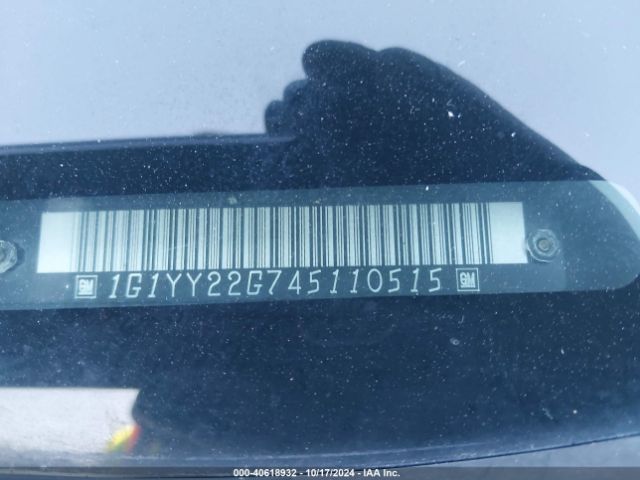 GM 1G1YY22G745110515 GM
000-40618932 - 10/17/2024 - IAA Inc.